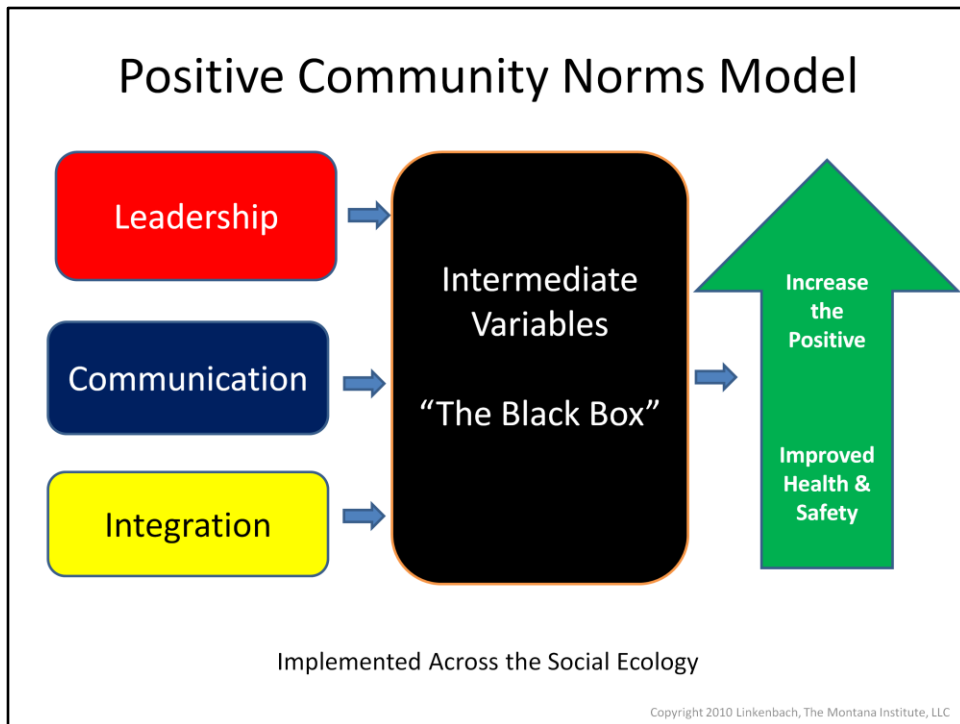 Positive Community Norms Model
Leadership
Communication
Integration
Intermediate
Variables
“The Black Box”
Increase
the
Positive
Improved
Health &
Safety
Implemented Across the Social Ecology
Copyright 2010 Linkenbach, The Montana Institute, LLC